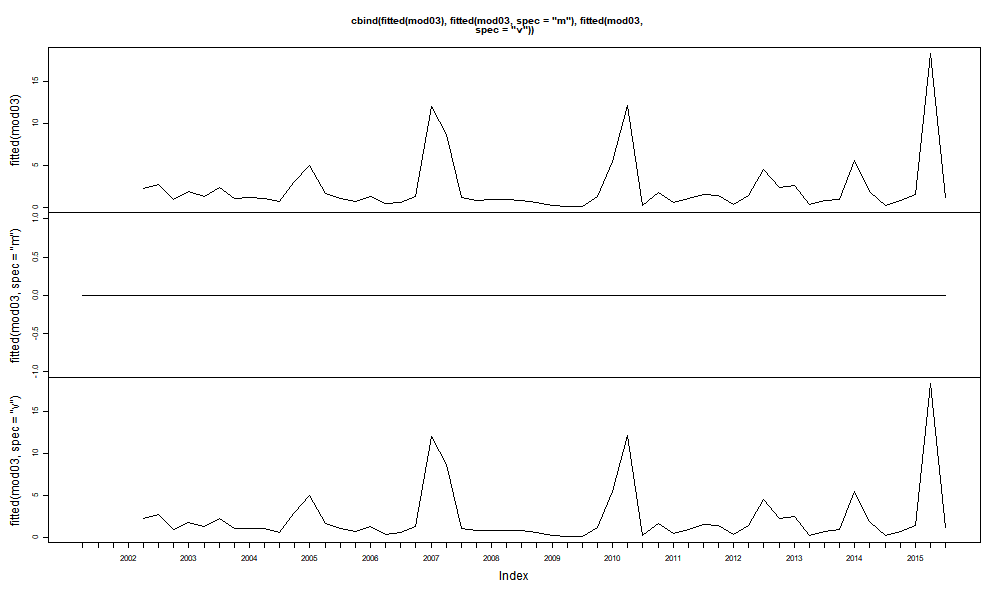 cbind(fitted(mod03), fitted(mod03, spec = "m"), fitted(mod03,
spec = "v"))
fitted(mod03)
15
10
5
0
fitted(mod03, spec = "m")
1.0
0.5
0.0
-0.5
-1.0
fitted(mod03, spec = "v")
15
10
5
0
2002 2003 2004 2005 2006 2007 2008 2009 2010 2011 2012 2013 2014 2015
Index